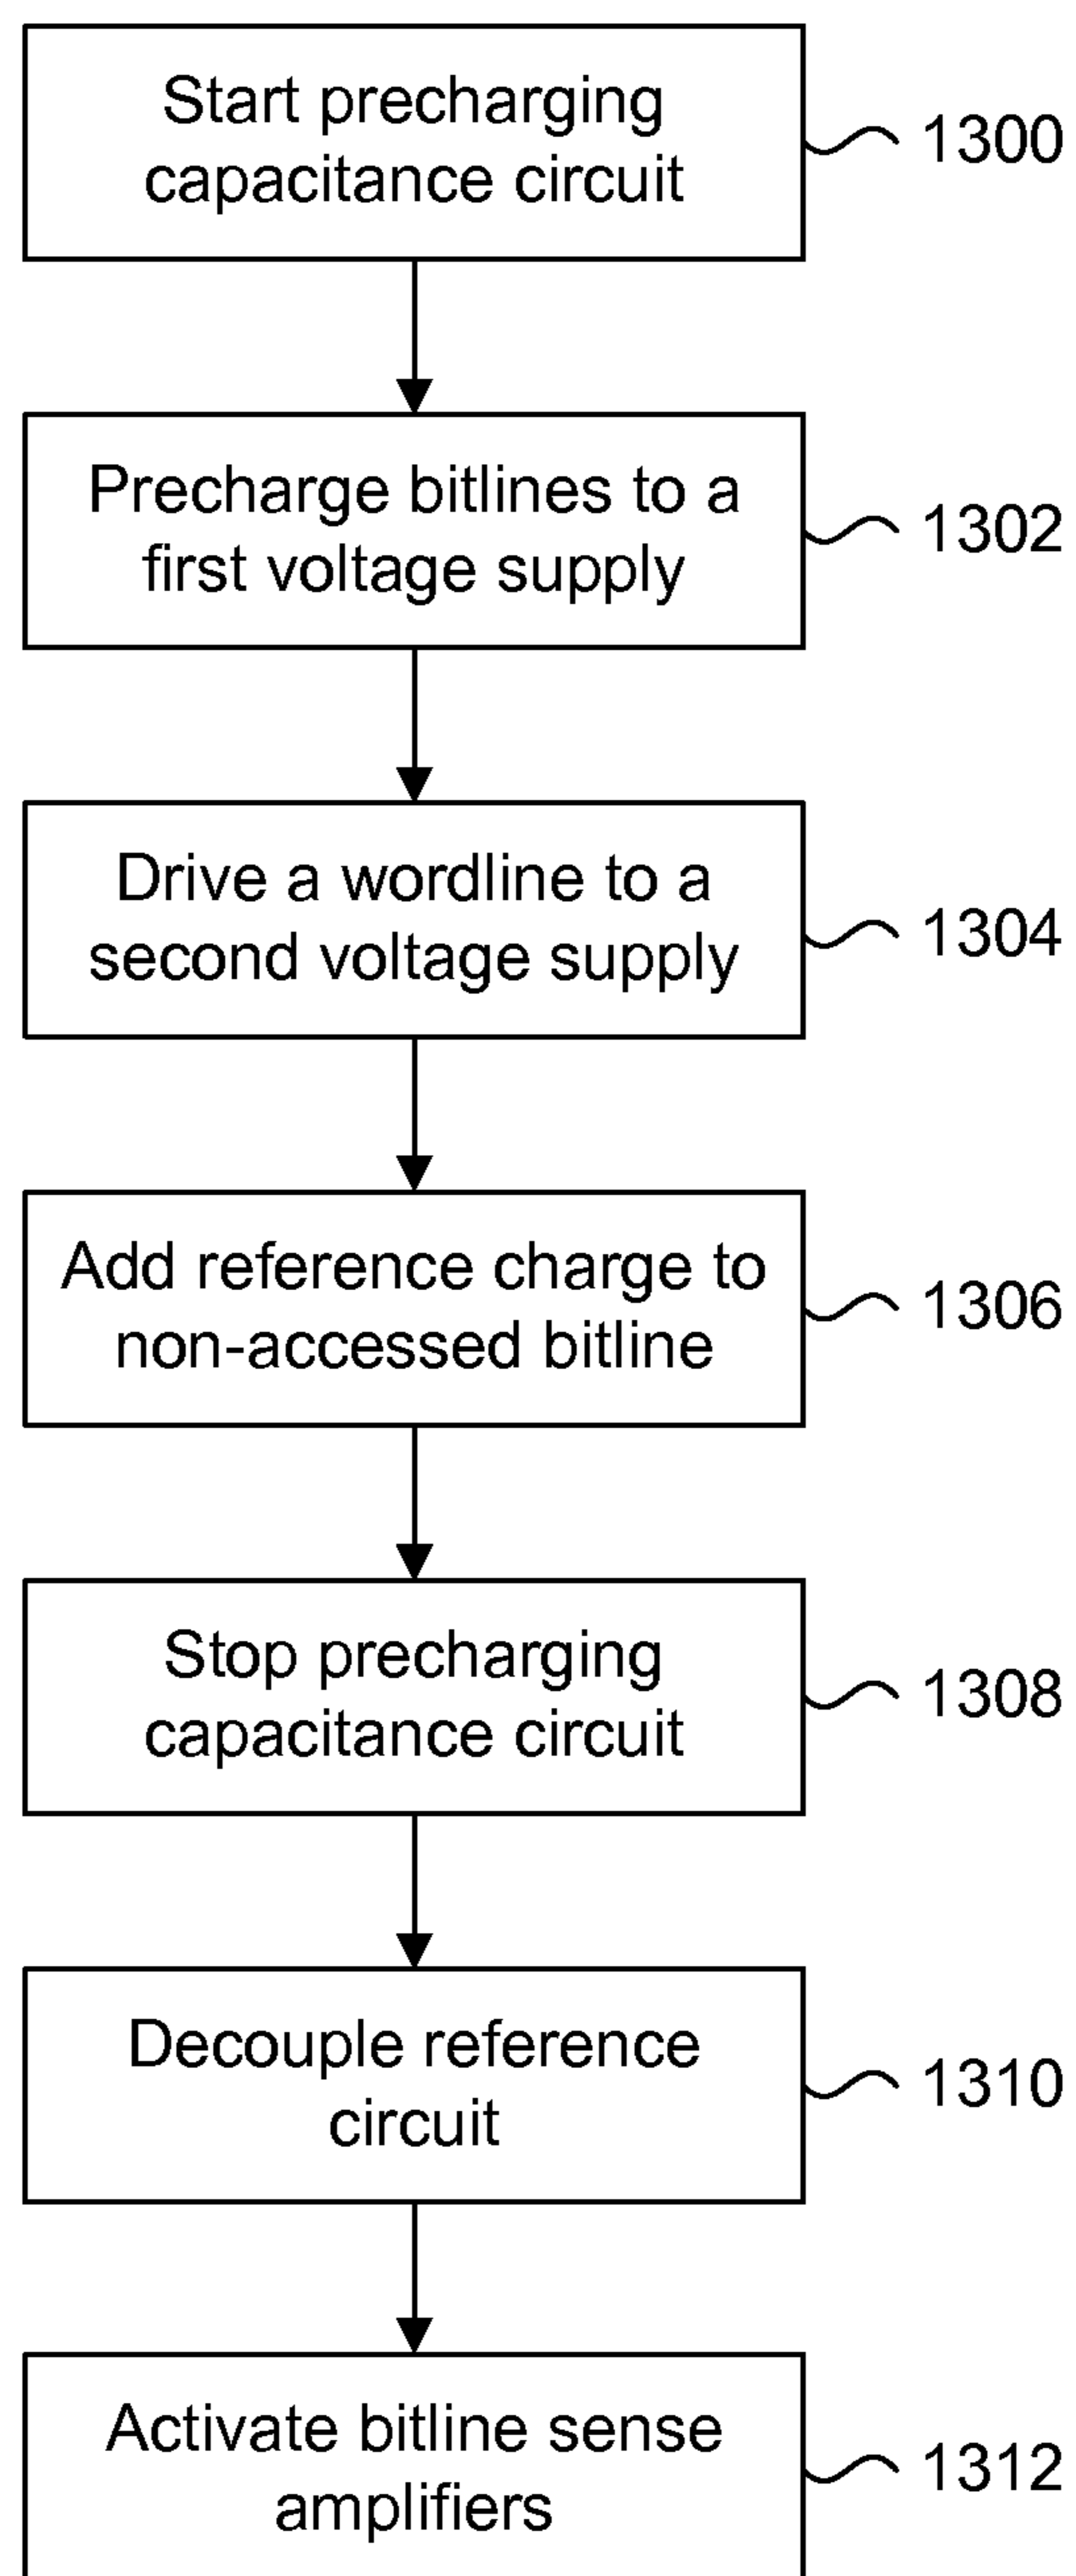 Start precharging
capacitance circuit
1300
Precharge bitlines to a
first voltage supply
1302
Drive a wordline to a
second voltage supply
1304
Add reference charge to
non-accessed bitline
1306
Stop precharging
capacitance circuit
1308
Decouple reference
circuit
1310
Activate bitline sense
amplifiers
1312